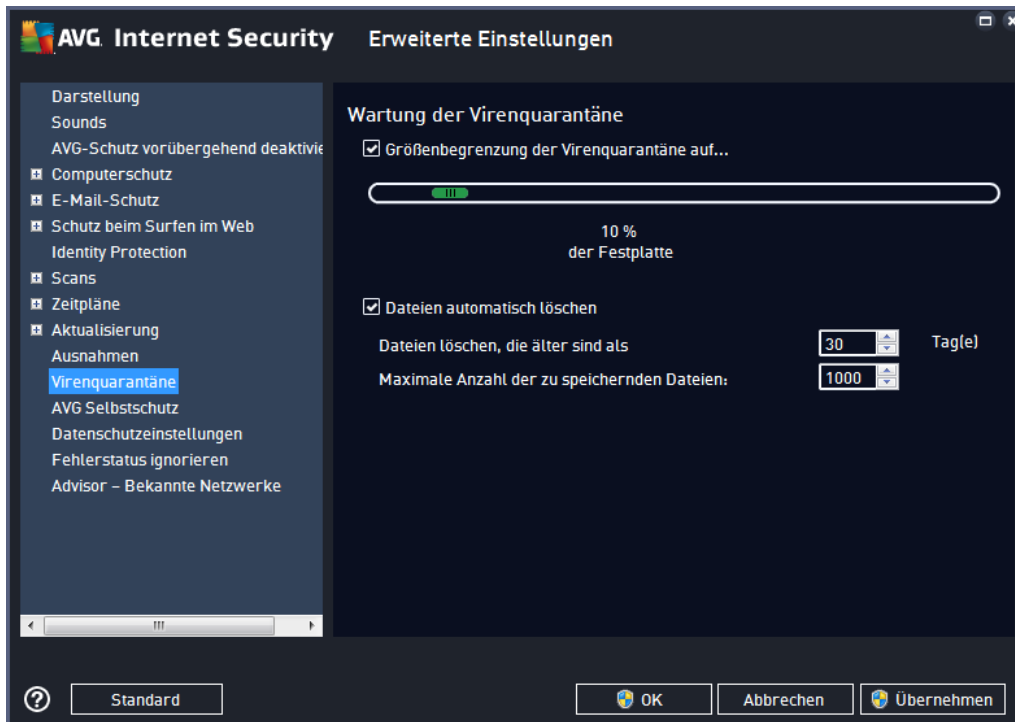 AVG. Internet Security Erweiterte Einstellungen
Darstellung
Sounds
AVG-Schutz vorübergehend deaktivie
Computerschutz
E-Mail-Schutz
Schutz beim Surfen im Web
Identity Protection
Scans
Zeitpläne
Aktualisierung
Ausnahmen
Virenquarantäne
AVG Selbstschutz
Datenschutzeinstellungen
Fehlerstatus ignorieren
Advisor – Bekannte Netzwerke
Wartung der Virenquarantäne
Größenbegrenzung der Virenquarantäne auf...
10 %
der Festplatte
Dateien automatisch löschen
Dateien löschen, die älter sind als 30 Tag(e)
Maximale Anzahl der zu speichernden Dateien: 1000
? Standard OK Abbrechen Übernehmen